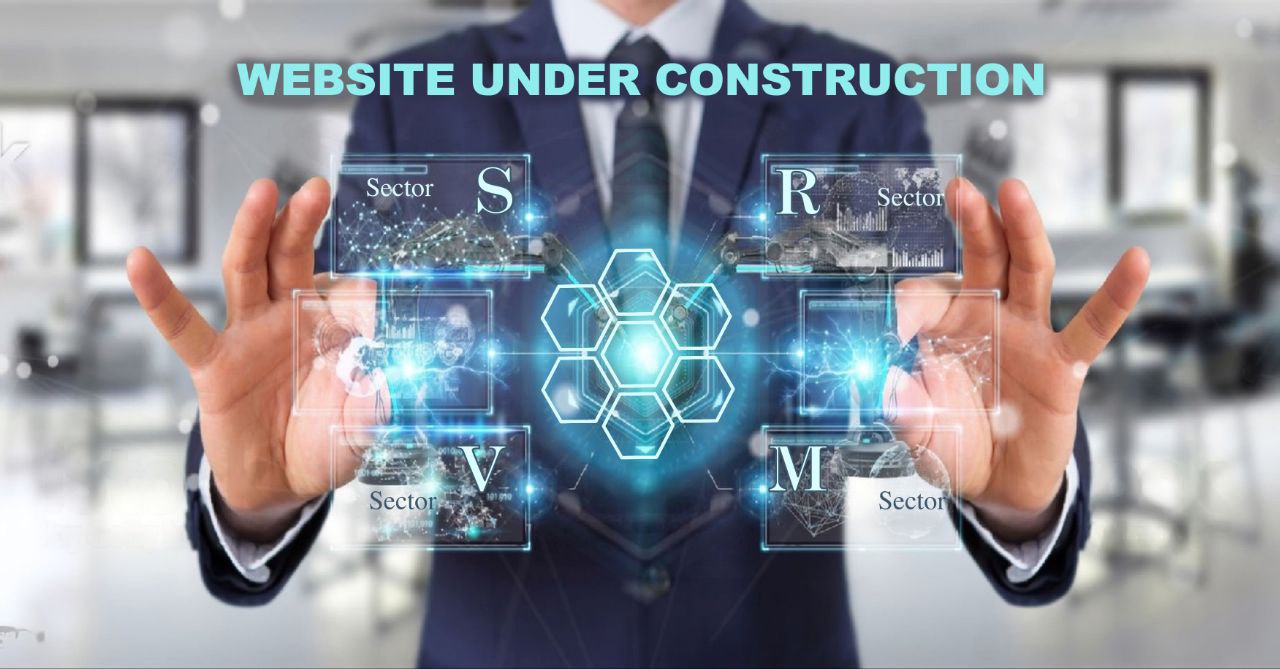 WEBSITE UNDER CONSTRUCTION
Sector S
R Sector
V
Sector
M
Sector